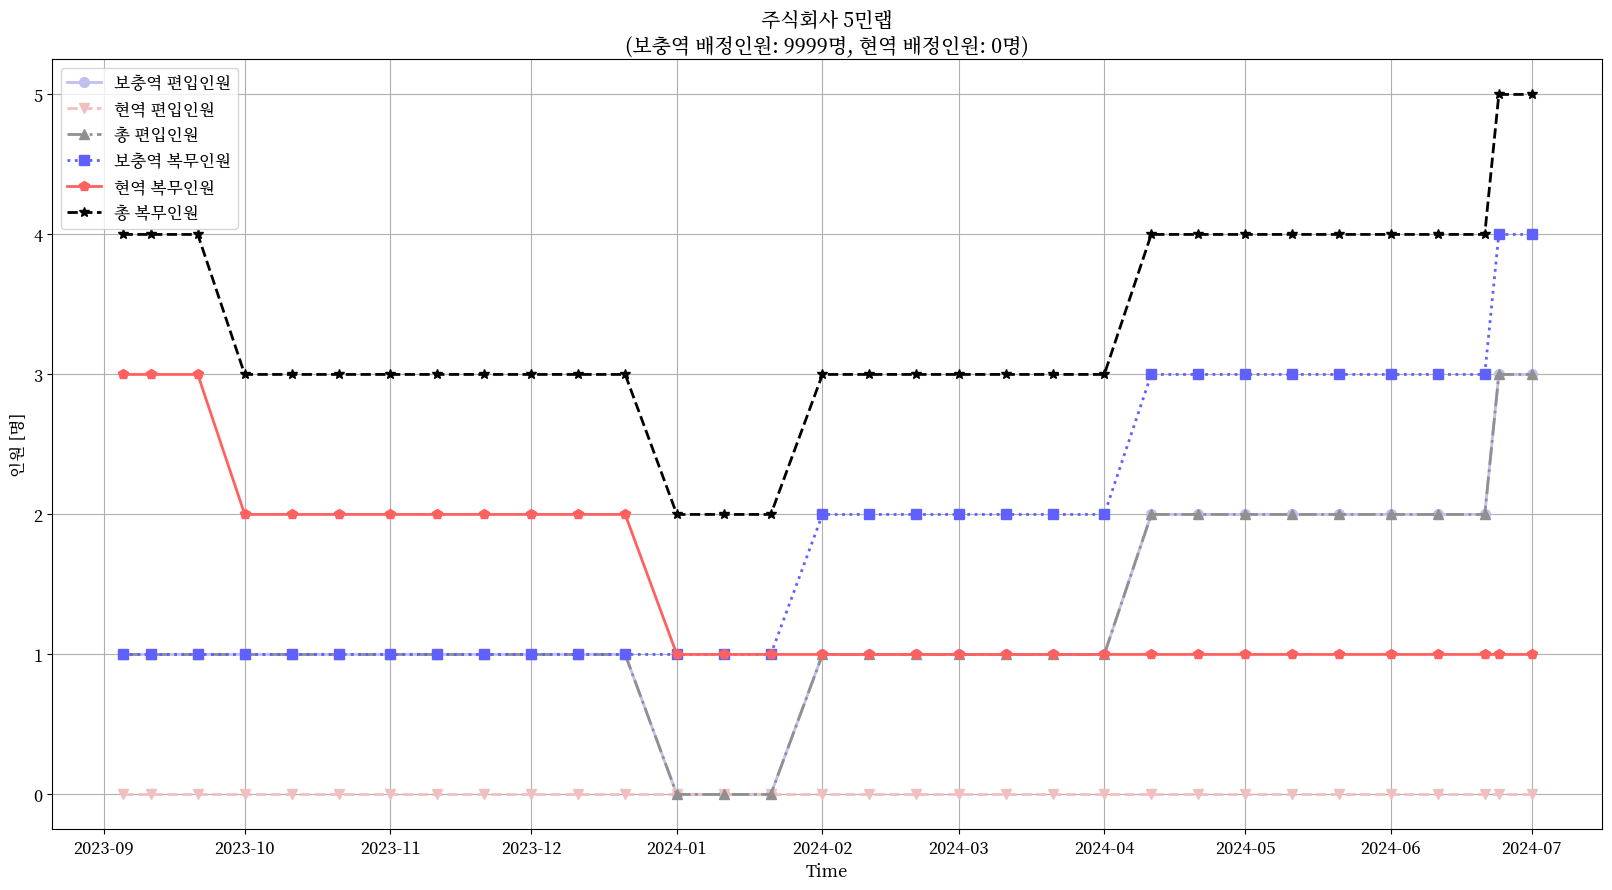 주식회사 5민랩
(보충역 배정인원: 9999명, 현역 배정인원: 0명)
보충역 편입인원
현역 편입인원
총 편입인원
보충역 복무인원
현역 복무인원
총 복무인원
인원 [명]
5
4
3
2
1
0
2023-09
2023-10
2023-11
2023-12
2024-01
2024-02
2024-03
2024-04
2024-05
2024-06
2024-07
Time